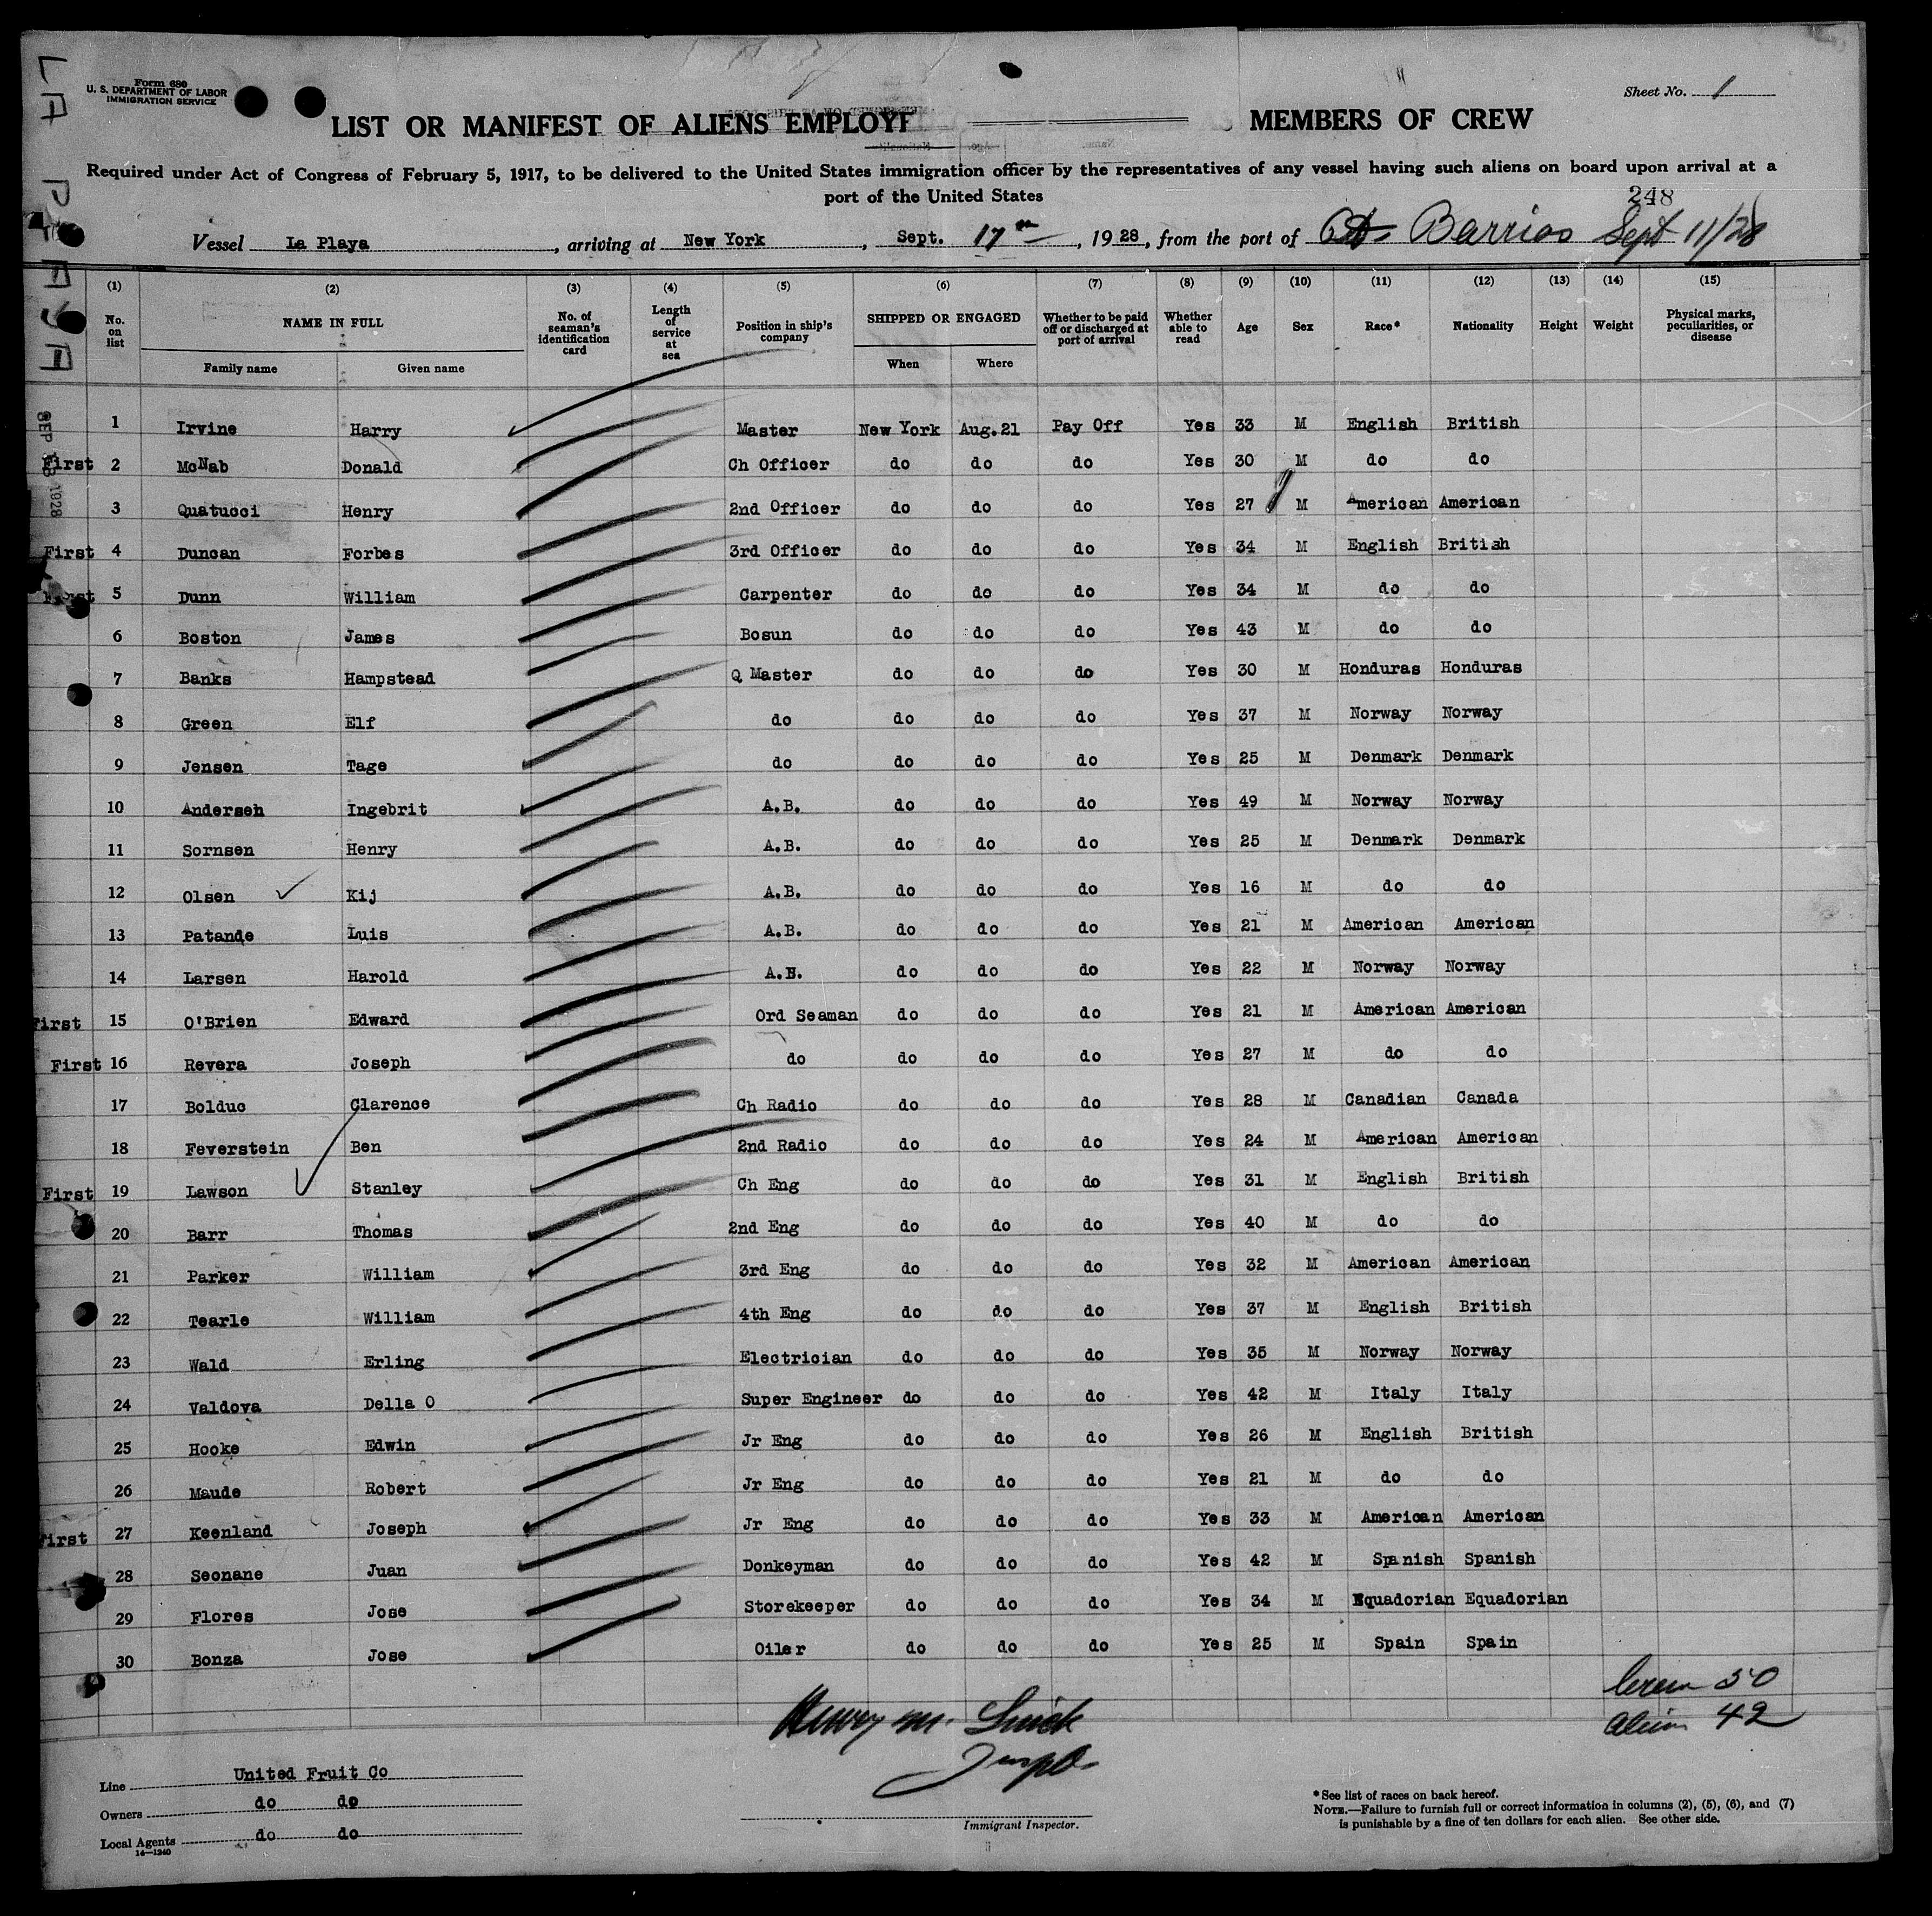 LA PLAYA
Form 680
U. S. DEPARTMENT OF LABOR
IMMIGRATION SERVICE
Sheet No. 1
LIST OR MANIFEST OF ALIENS EMPLOY MEMBERS OF CREW
Required under Act of Congress of February 5, 1917, to be delivered to the United States immigration officer by the representatives of any vessel having such aliens on board upon arrival at a
port of the United States
248
Vessel La Playa, arriving at New York, Sept. 17th, 1928, from the port of Barrios Sept 11/28
(1) (2) (3) (4) (5) (6) (7) (8) (9) (10) (11) (12) (13) (14) (15)
No. on list NAME IN FULL No. of seaman's identification card Length of service at sea Position in ship's company SHIPPED OR ENGAGED Whether to be paid off or discharged at port of arrival Whether able to read Age Sex Race* Nationality Height Weight Physical marks, peculiarities, or disease
Family name Given name When Where
SEP 1928
1 Irvine Harry Master New York Aug.21 Pay Off Yes 33 M English British
First 2 McNab Donald Ch Officer do do do Yes 30 M do do
3 Quatucci Henry 2nd Officer do do do Yes 27 M American American
First 4 Duncan Forbes 3rd Officer do do do Yes 34 M English British
First 5 Dunn William Carpenter do do do Yes 34 M do do
6 Boston James Bosun do do do Yes 43 M do do
7 Banks Hampstead Q Master do do do Yes 30 M Honduras Honduras
8 Green Elf do do do do Yes 37 M Norway Norway
9 Jensen Tage do do do do Yes 25 M Denmark Denmark
10 Andersen Ingebrit A.B. do do do Yes 49 M Norway Norway
11 Sornsen Henry A.B. do do do Yes 25 M Denmark Denmark
12 Olsen Kij A.B. do do do Yes 16 M do do
13 Patande Luis A.B. do do do Yes 21 M American American
14 Larsen Harold A.B. do do do Yes 22 M Norway Norway
First 15 O'Brien Edward Ord Seaman do do do Yes 21 M American American
First 16 Revera Joseph do do do do Yes 27 M do do
17 Bolduc Clarence Ch Radio do do do Yes 28 M Canadian Canada
18 Feverstein Ben 2nd Radio do do do Yes 24 M American American
First 19 Lawson Stanley Ch Eng do do do Yes 31 M English British
20 Barr Thomas 2nd Eng do do do Yes 40 M do do
21 Parker William 3rd Eng do do do Yes 32 M American American
22 Tearle William 4th Eng do do do Yes 37 M English British
23 Wald Erling Electrician do do do Yes 35 M Norway Norway
24 Valdova Della O Super Engineer do do do Yes 42 M Italy Italy
25 Hooke Edwin Jr Eng do do do Yes 26 M English British
26 Maude Robert Jr Eng do do do Yes 21 M do do
First 27 Keenland Joseph Jr Eng do do do Yes 33 M American American
28 Seonane Juan Donkeyman do do do Yes 42 M Spanish Spanish
29 Flores Jose Storekeeper do do do Yes 34 M Equadorian Equadorian
30 Bonza Jose Oiler do do do Yes 25 M Spain Spain
Crew 50
Alien 42
Line United Fruit Co
Owners do do
Local Agents do do
14—1240
Immigrant Inspector.
*See list of races on back hereof.
NOTE.—Failure to furnish full or correct information in columns (2), (5), (6), and (7)
is punishable by a fine of ten dollars for each alien. See other side.